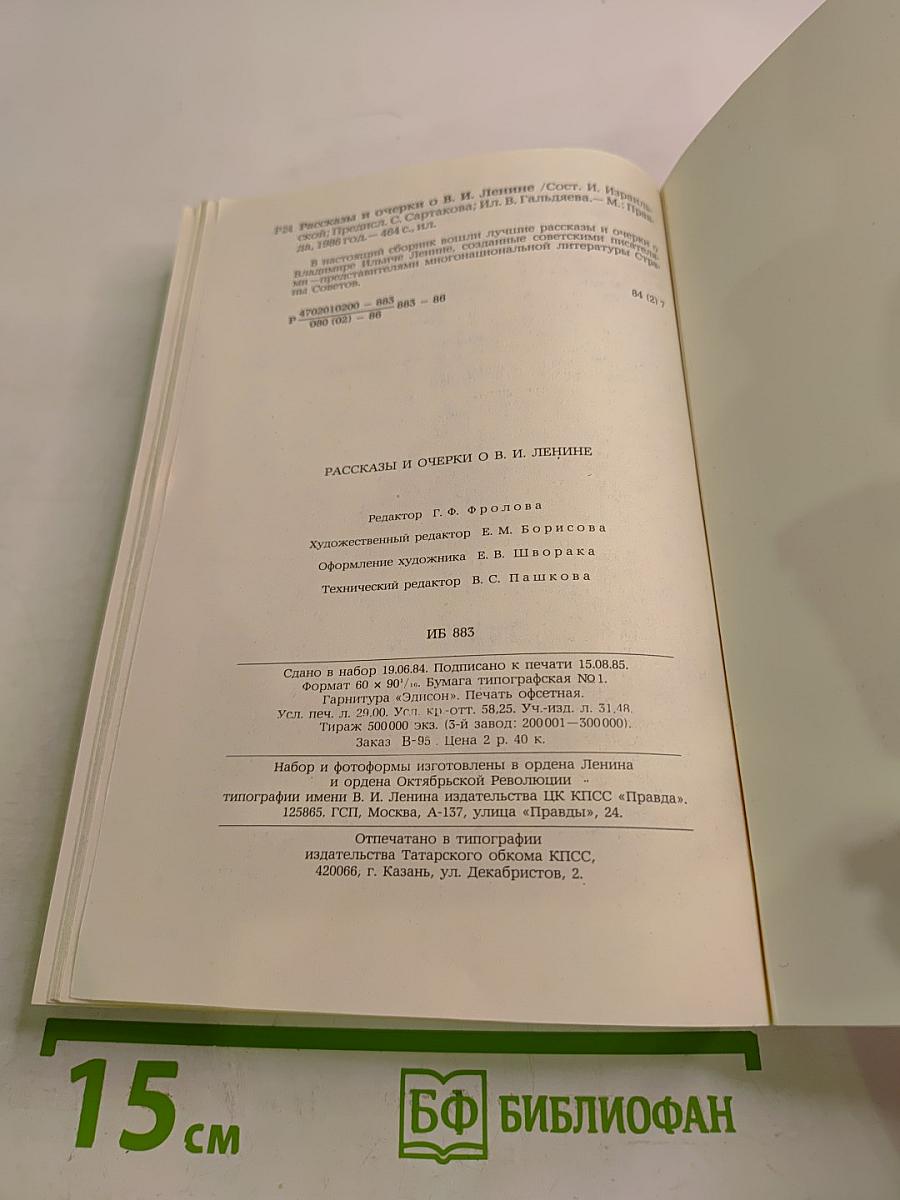 Р24 Рассказы и очерки о В. И. Ленине /Сост. И. Израиль-
ской; Предисл. С. Сартакова; Ил. В. Гальдяева.— М.: Прав-
да, 1986 год.— 464 с., ил.
В настоящий сборник вошли лучшие рассказы и очерки о
Владимире Ильиче Ленине, созданные советскими писателя-
ми—представителями многонациональной литературы Стра-
ны Советов.
Р 4702010200 — 883 883 — 86
080 (02) — 86
84 (2) 7
РАССКАЗЫ И ОЧЕРКИ О В. И. ЛЕНИНЕ
Редактор Г. Ф. Фролова
Художественный редактор Е. М. Борисова
Оформление художника Е. В. Шворака
Технический редактор В. С. Пашкова
ИБ 883
Сдано в набор 19.06.84. Подписано к печати 15.08.85.
Формат 60 × 90¹/₁₆. Бумага типографская №1.
Гарнитура «Эдисон». Печать офсетная.
Усл. печ. л. 29,00. Усл. кр.-отт. 58,25. Уч.-изд. л. 31,48.
Тираж 500 000 экз. (3-й завод: 200 001—300 000).
Заказ В-95. Цена 2 р. 40 к.
Набор и фотоформы изготовлены в ордена Ленина
и ордена Октябрьской Революции
типографии имени В. И. Ленина издательства ЦК КПСС «Правда».
125865, ГСП, Москва, А-137, улица «Правды», 24.
Отпечатано в типографии
издательства Татарского обкома КПСС,
420066, г. Казань, ул. Декабристов, 2.
15 см
БФ БИБЛИОФАН